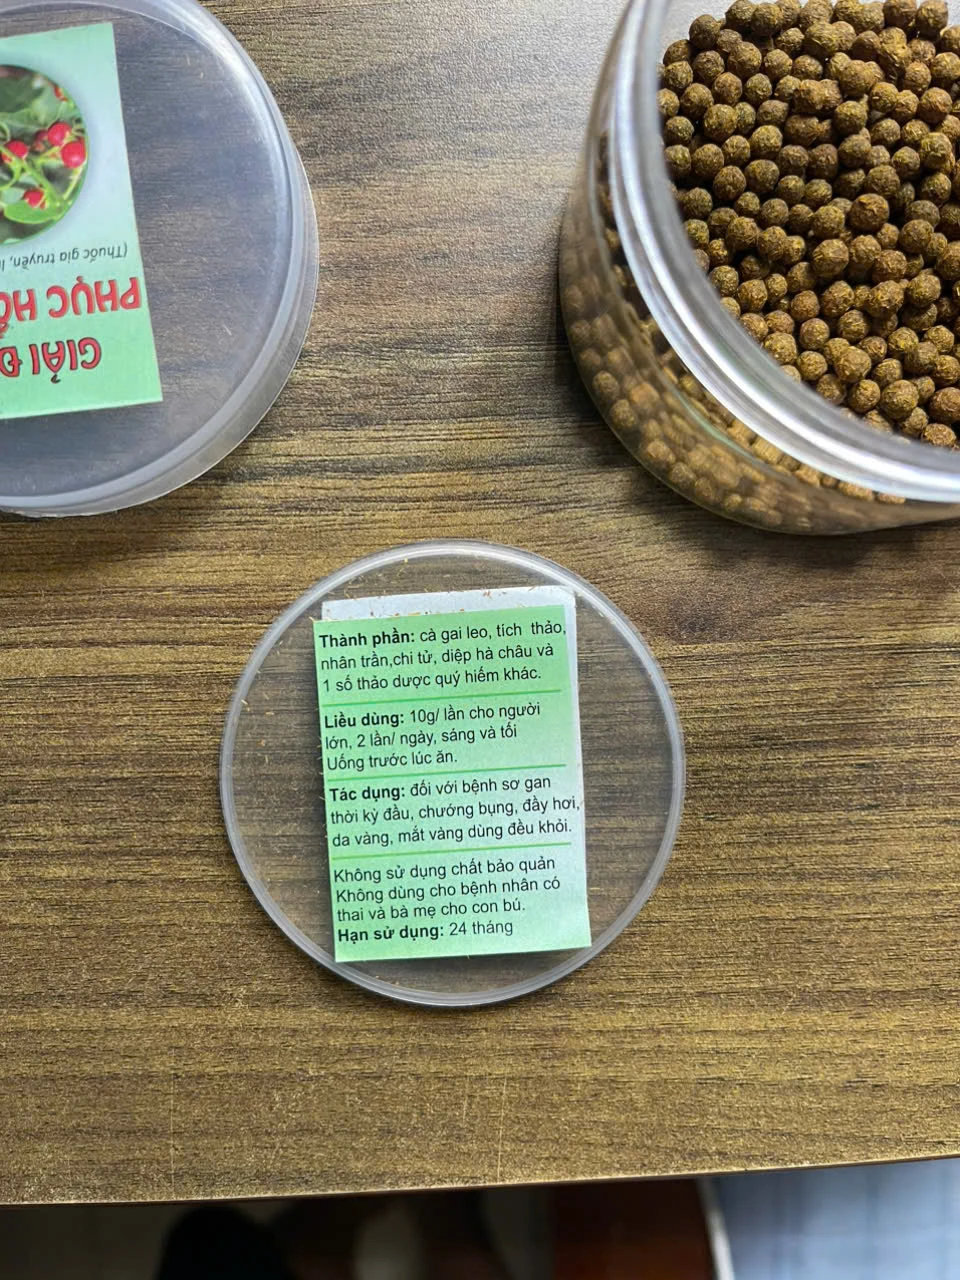 GIẢI Đ
PHỤC HỒ
(Thuốc gia truyền, l
Thành phần: cà gai leo, tích thảo,
nhân trần,chi tử, diệp hà châu và
1 số thảo dược quý hiếm khác.
Liều dùng: 10g/ lần cho người
lớn, 2 lần/ ngày, sáng và tối
Uống trước lúc ăn.
Tác dụng: đối với bệnh sơ gan
thời kỳ đầu, chướng bụng, đầy hơi,
da vàng, mắt vàng dùng đều khỏi.
Không sử dụng chất bảo quản
Không dùng cho bệnh nhân có
thai và bà mẹ cho con bú.
Hạn sử dụng: 24 tháng